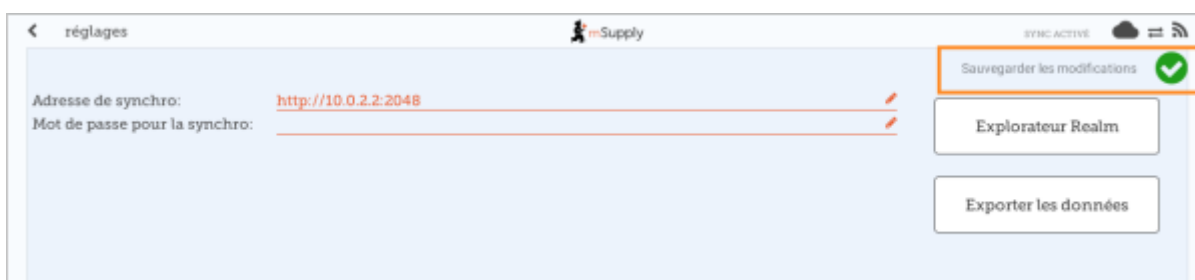 réglages
mSupply
SYNC ACTIVE
Sauvegarder les modifications
Adresse de synchro: http://10.0.2.2:2048
Mot de passe pour la synchro:
Explorateur Realm
Exporter les données